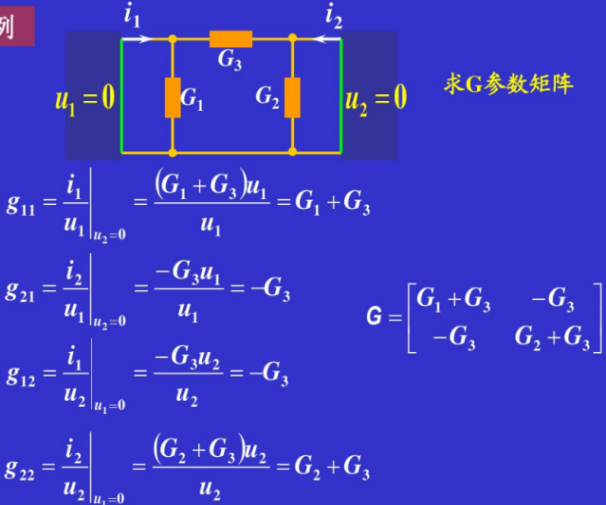 例
i₁ i₂
G₃
u₁ = 0 G₁ G₂ u₂ = 0 求G参数矩阵
g₁₁ = i₁/u₁ |u₂=0 = (G₁ + G₃)u₁/u₁ = G₁ + G₃
g₂₁ = i₂/u₁ |u₂=0 = −G₃u₁/u₁ = −G₃
G = [G₁ + G₃ −G₃
−G₃ G₂ + G₃]
g₁₂ = i₁/u₂ |u₁=0 = −G₃u₂/u₂ = −G₃
g₂₂ = i₂/u₂ |u₁=0 = (G₂ + G₃)u₂/u₂ = G₂ + G₃